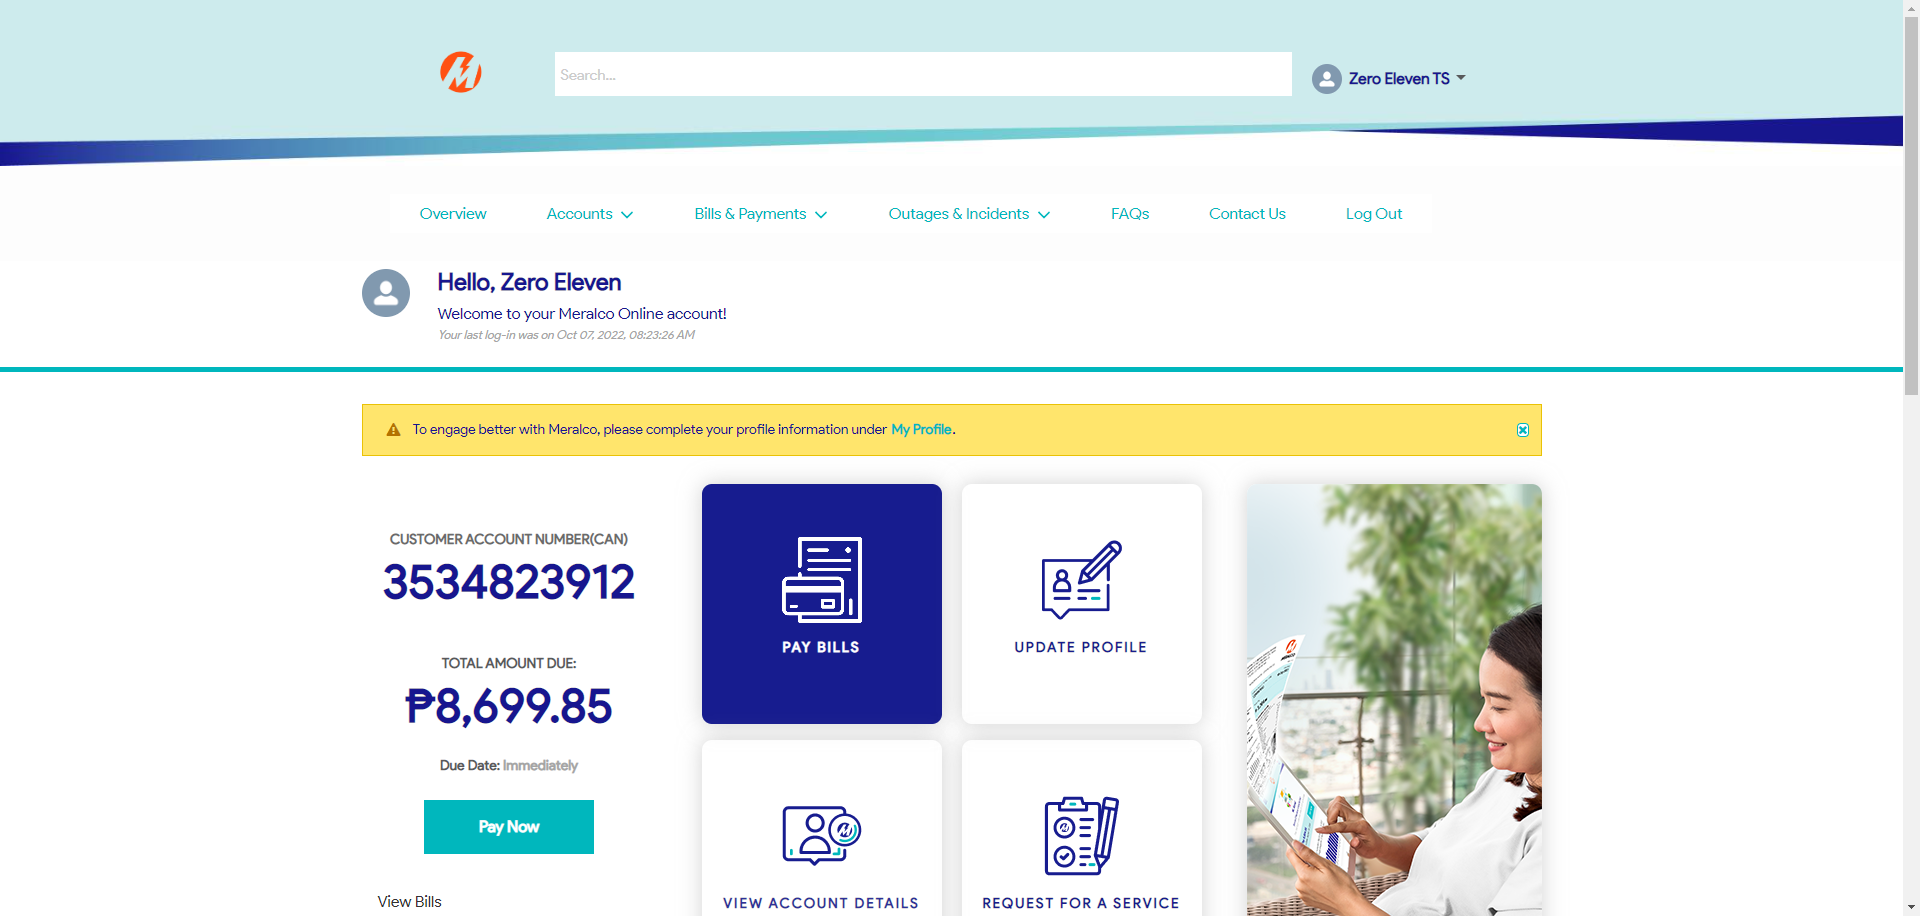 Search...
Zero Eleven TS
Overview
Accounts
Bills & Payments
Outages & Incidents
FAQs
Contact Us
Log Out
Hello, Zero Eleven
Welcome to your Meralco Online account!
Your last log-in was on Oct 07, 2022, 08:23:26 AM
To engage better with Meralco, please complete your profile information under My Profile.
CUSTOMER ACCOUNT NUMBER(CAN)
3534823912
TOTAL AMOUNT DUE:
₱8,699.85
Due Date: Immediately
Pay Now
View Bills
PAY BILLS
UPDATE PROFILE
VIEW ACCOUNT DETAILS
REQUEST FOR A SERVICE